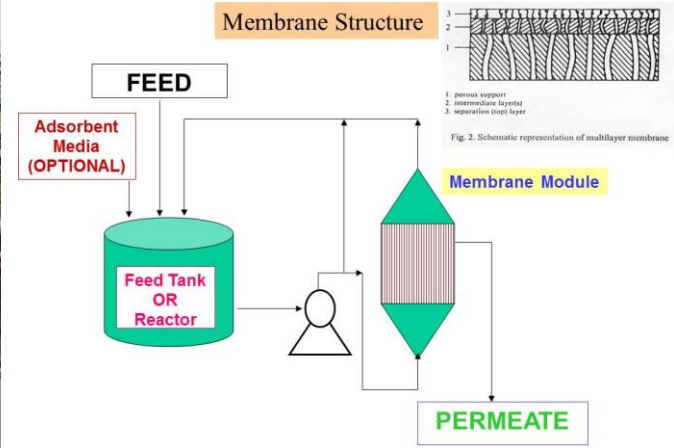 Membrane Structure
3
2
1
1. porous support
2. intermediate layer(s)
3. separation (top) layer
Fig. 2. Schematic representation of multilayer membrane
FEED
Adsorbent
Media
(OPTIONAL)
Membrane Module
Feed Tank
OR
Reactor
PERMEATE